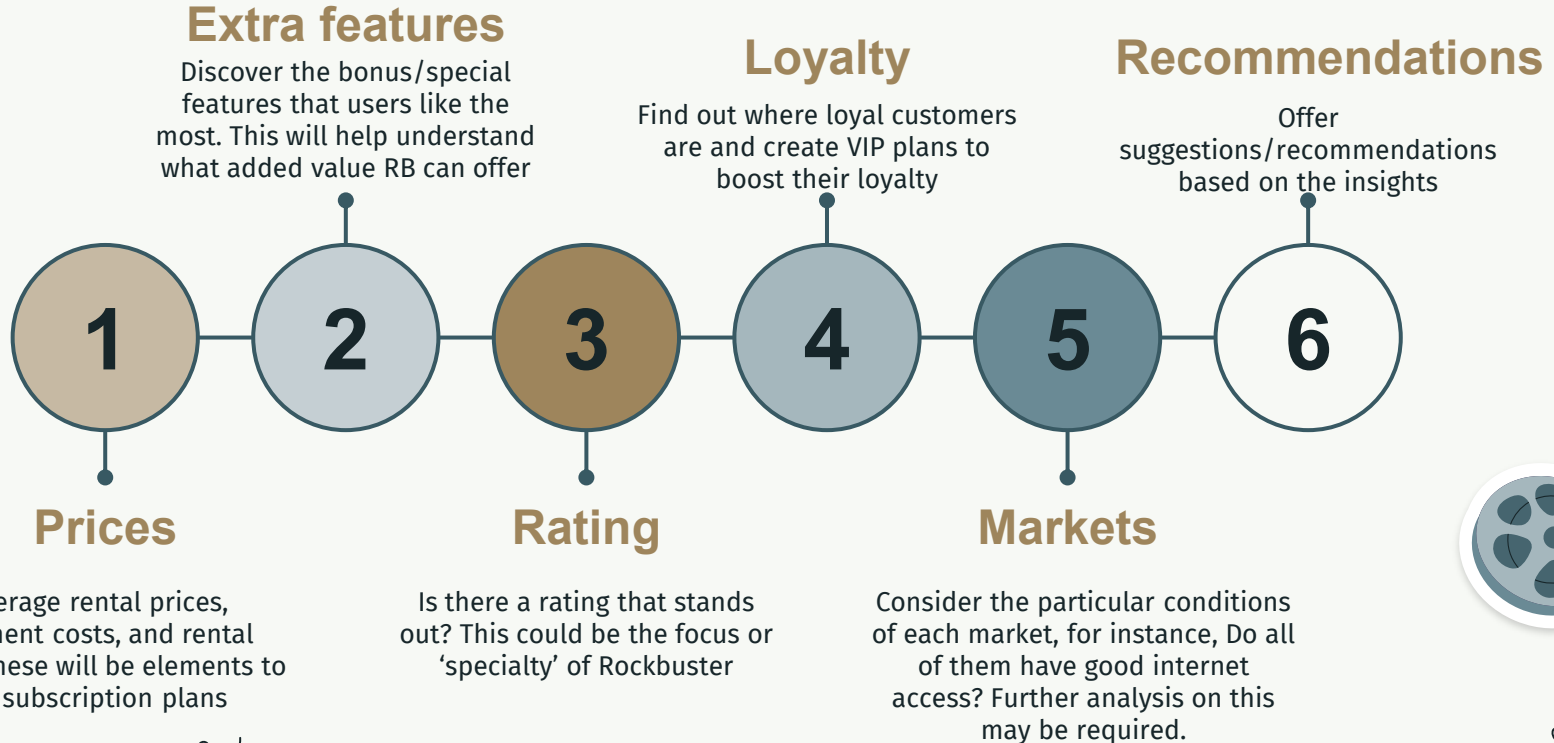 Extra features
Discover the bonus/special
features that users like the
most. This will help understand
what added value RB can offer
Loyalty
Find out where loyal customers
are and create VIP plans to
boost their loyalty
Recommendations
Offer
suggestions/recommendations
based on the insights
1
2
3
4
5
6
Prices
rental prices,
costs, and rental
will be elements to
subscription plans
Rating
Is there a rating that stands
out? This could be the focus or
‘specialty’ of Rockbuster
Markets
Consider the particular conditions
of each market, for instance, Do all
of them have good internet
access? Further analysis on this
may be required.